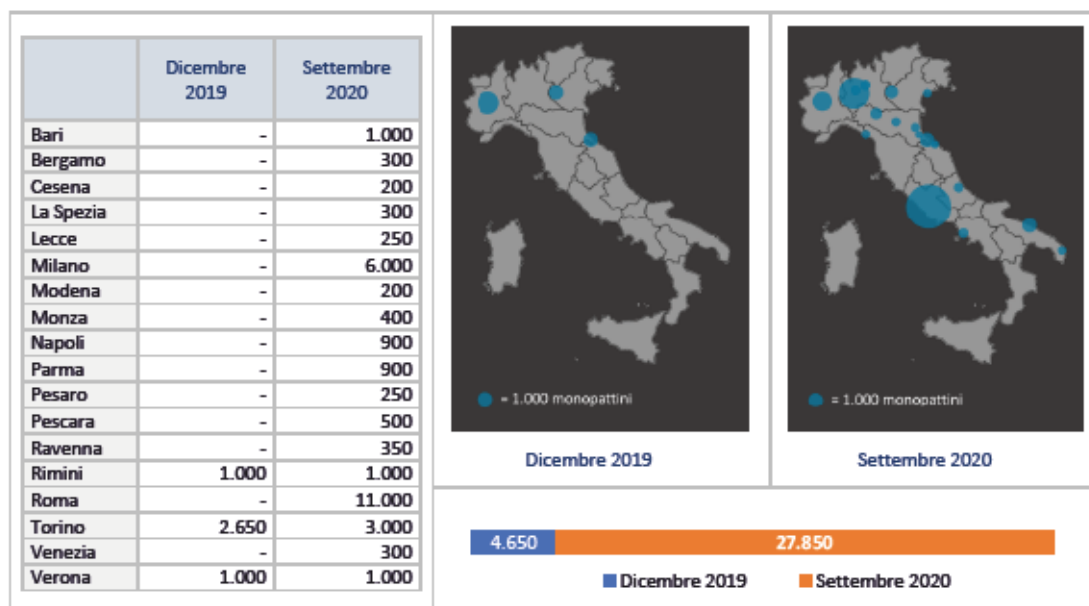 Dicembre 2019 Settembre 2020
Bari - 1.000
Bergamo - 300
Cesena - 200
La Spezia - 300
Lecce - 250
Milano - 6.000
Modena - 200
Monza - 400
Napoli - 900
Parma - 900
Pesaro - 250
Pescara - 500
Ravenna - 350
Rimini 1.000 1.000
Roma - 11.000
Torino 2.650 3.000
Venezia - 300
Verona 1.000 1.000
= 1.000 monopattini
Dicembre 2019
= 1.000 monopattini
Settembre 2020
4.650 27.850
Dicembre 2019 Settembre 2020